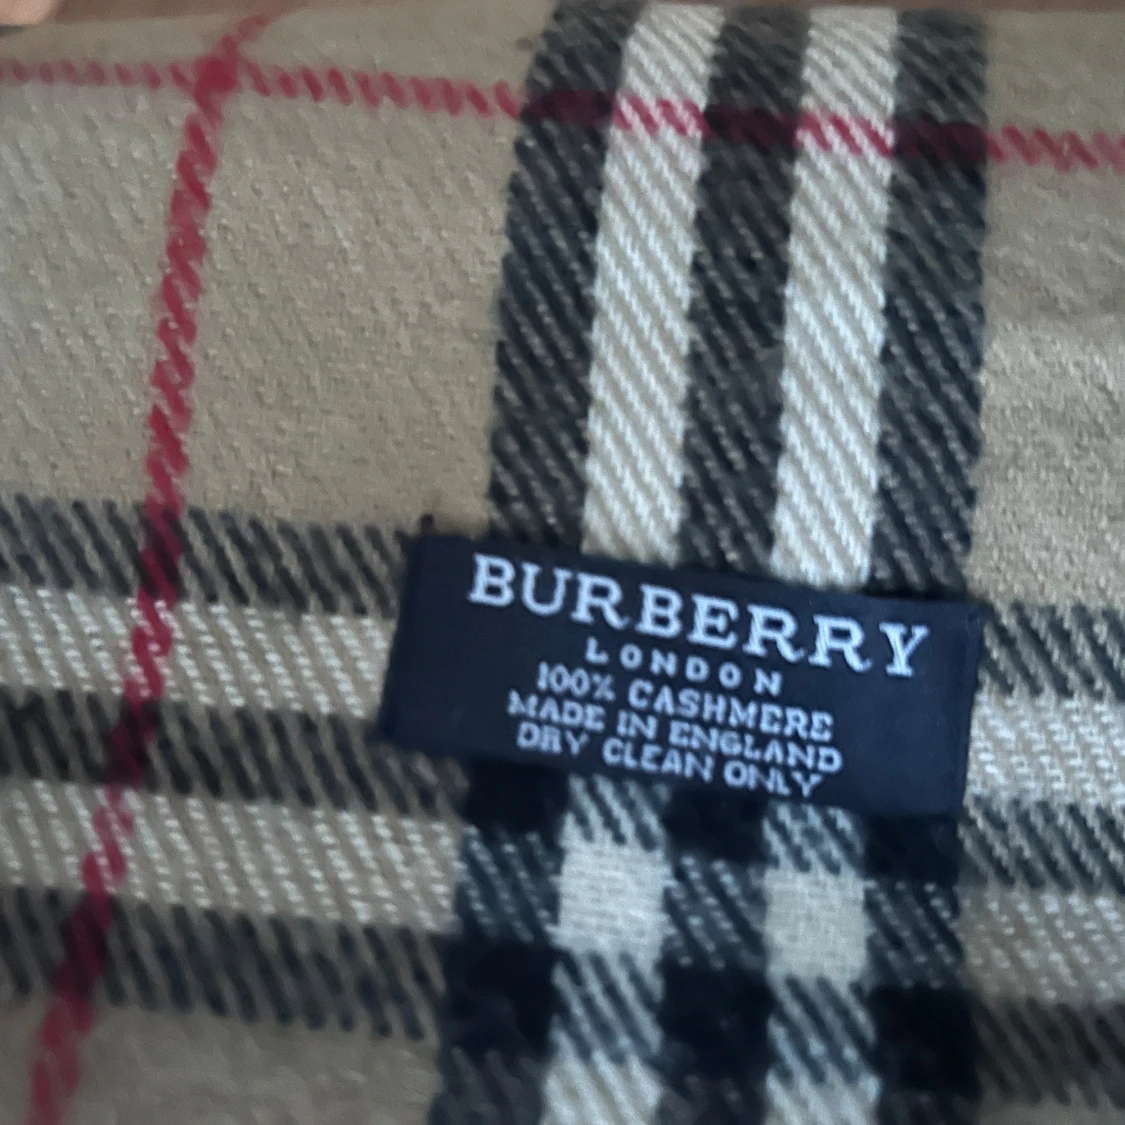 BURBERRY
LONDON
100% CASHMERE
MADE IN ENGLAND
DRY CLEAN ONLY